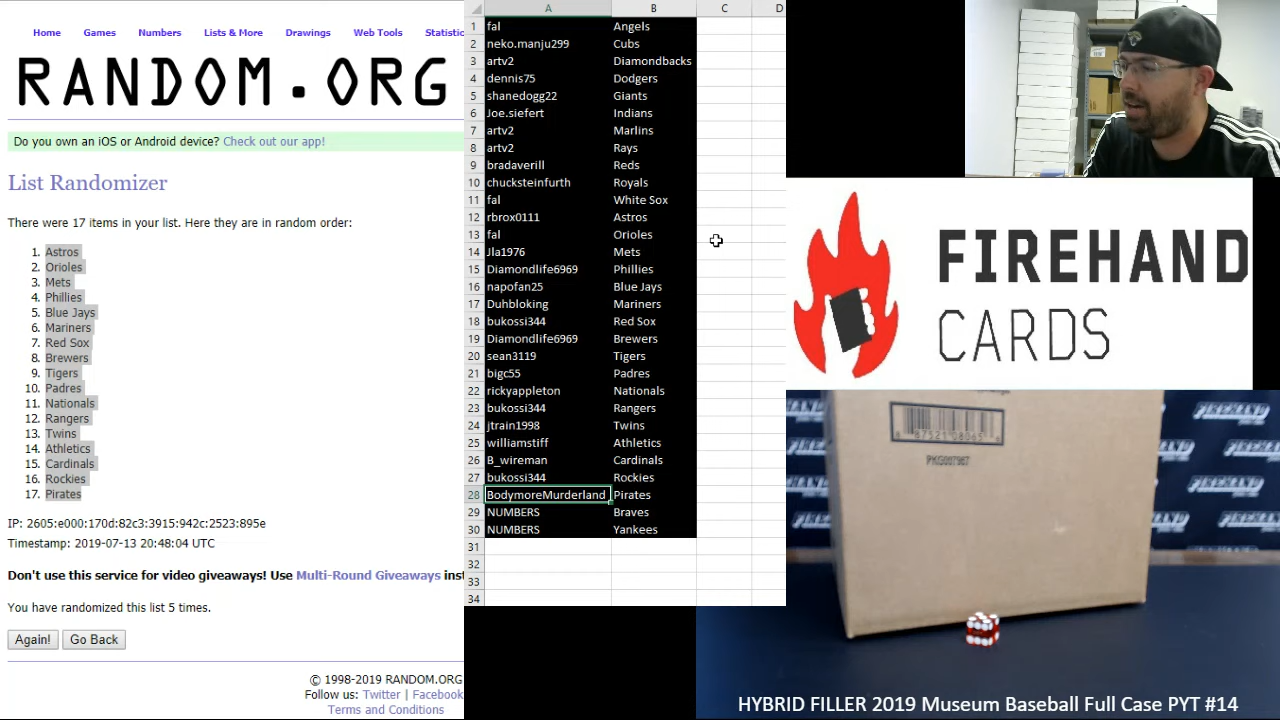 Home Games Numbers Lists & More Drawings Web Tools Statistic
RANDOM.ORG
Do you own an iOS or Android device? Check out our app!
List Randomizer
There were 17 items in your list. Here they are in random order:
1. Astros
2. Orioles
3. Mets
4. Phillies
5. Blue Jays
6. Mariners
7. Red Sox
8. Brewers
9. Tigers
10. Padres
11. Nationals
12. Rangers
13. Twins
14. Athletics
15. Cardinals
16. Rockies
17. Pirates
IP: 2605:e000:170d:82c3:3915:942c:2523:895e
Timestamp: 2019-07-13 20:48:04 UTC
Don't use this service for video giveaways! Use Multi-Round Giveaways inst
You have randomized this list 5 times.
Again! Go Back
© 1998-2019 RANDOM.ORG
Follow us: Twitter | Facebook
Terms and Conditions
A B C D
1 fal Angels
2 neko.manju299 Cubs
3 artv2 Diamondbacks
4 dennis75 Dodgers
5 shanedogg22 Giants
6 Joe.siefert Indians
7 artv2 Marlins
8 artv2 Rays
9 bradaverill Reds
10 chucksteinfurth Royals
11 fal White Sox
12 rbrox0111 Astros
13 fal Orioles
14 Jla1976 Mets
15 Diamondlife6969 Phillies
16 napofan25 Blue Jays
17 Duhbloking Mariners
18 bukossi344 Red Sox
19 Diamondlife6969 Brewers
20 sean3119 Tigers
21 bigc55 Padres
22 rickyappleton Nationals
23 bukossi344 Rangers
24 jtrain1998 Twins
25 williamstiff Athletics
26 B_wireman Cardinals
27 bukossi344 Rockies
28 BodymoreMurderland Pirates
29 NUMBERS Braves
30 NUMBERS Yankees
31
32
33
34
FIREHAND
CARDS
HYBRID FILLER 2019 Museum Baseball Full Case PYT #14